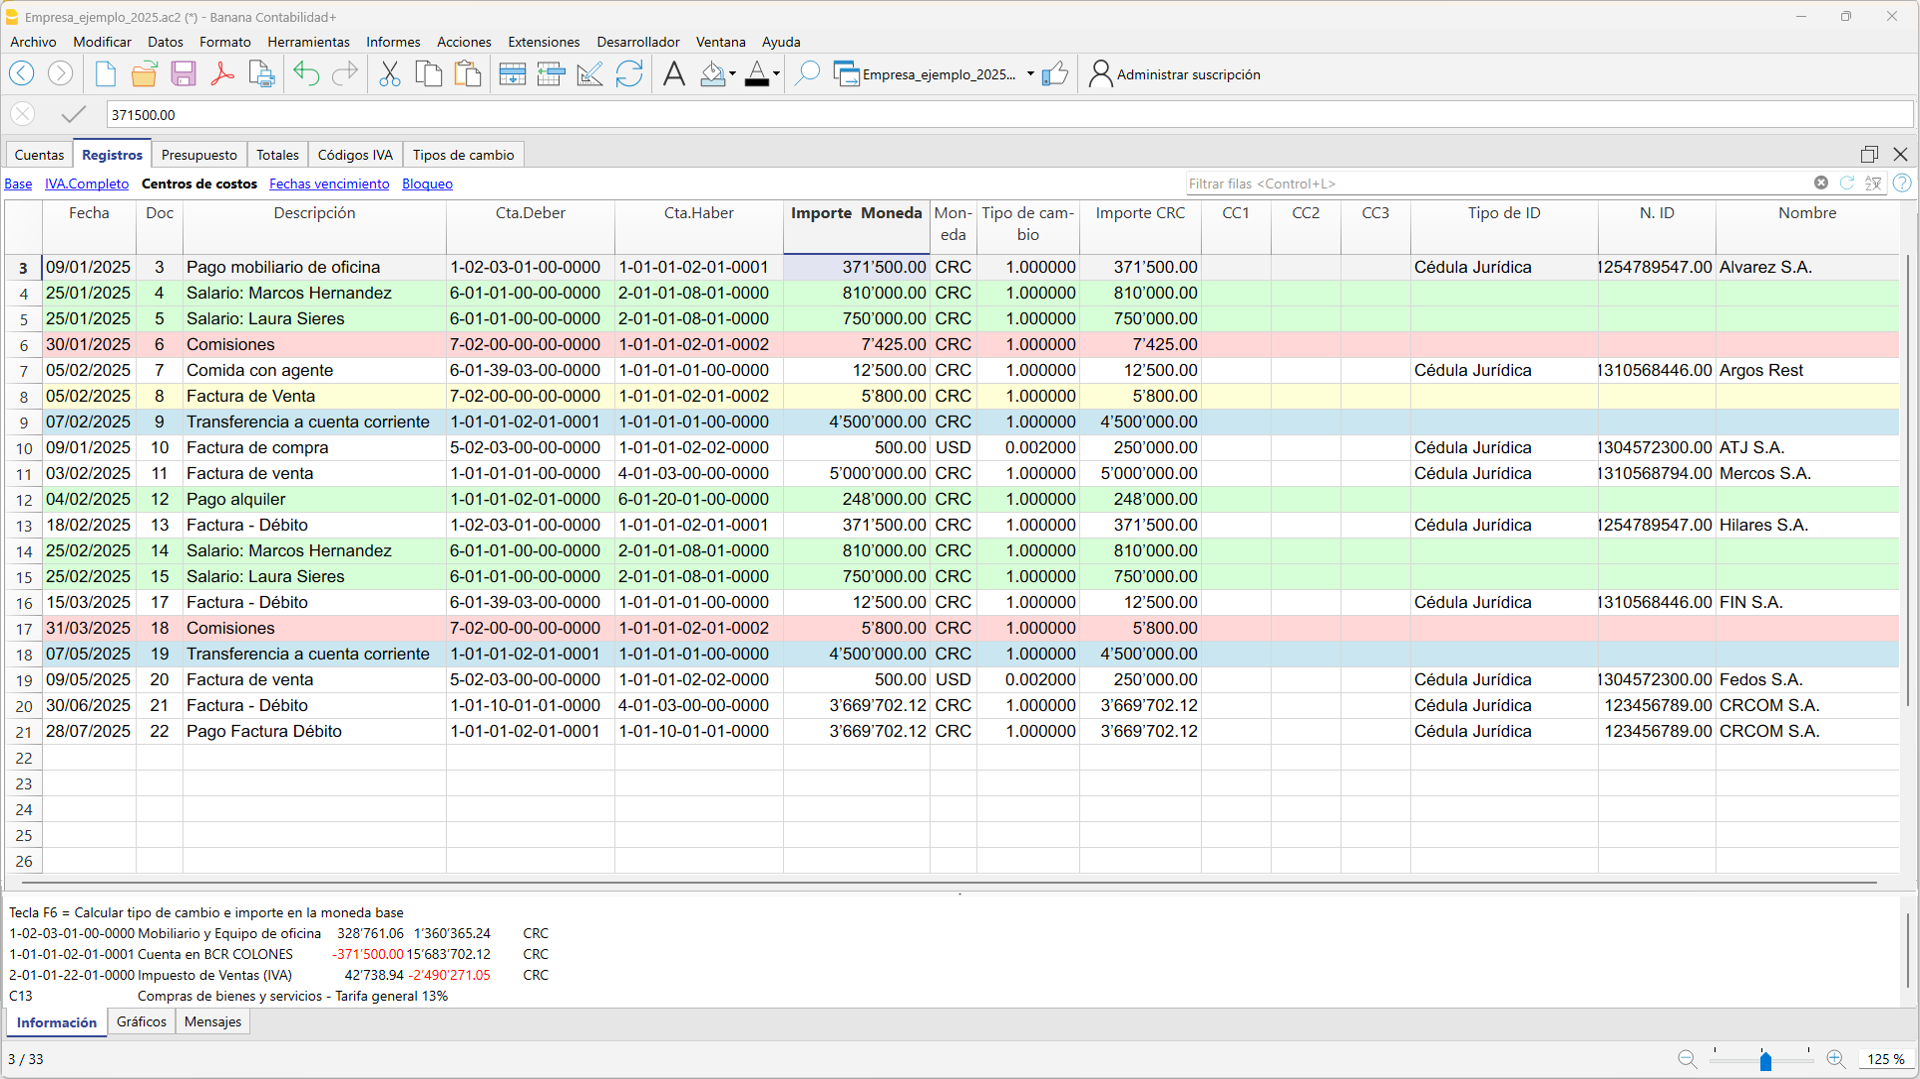 Empresa_ejemplo_2025.ac2 (*) - Banana Contabilidad+
Archivo Modificar Datos Formato Herramientas Informes Acciones Extensiones Desarrollador Ventana Ayuda
Empresa_ejemplo_2025... Administrar suscripción
371500.00
Cuentas Registros Presupuesto Totales Códigos IVA Tipos de cambio
Base IVA.Completo Centros de costos Fechas vencimiento Bloqueo Filtrar filas <Control+L>
Fecha Doc Descripción Cta.Deber Cta.Haber Importe Moneda Mon-eda Tipo de cam-bio Importe CRC CC1 CC2 CC3 Tipo de ID N. ID Nombre
3 09/01/2025 3 Pago mobiliario de oficina 1-02-03-01-00-0000 1-01-01-02-01-0001 371'500.00 CRC 1.000000 371'500.00 Cédula Jurídica 1254789547.00 Alvarez S.A.
4 25/01/2025 4 Salario: Marcos Hernandez 6-01-01-00-00-0000 2-01-01-08-01-0000 810'000.00 CRC 1.000000 810'000.00
5 25/01/2025 5 Salario: Laura Sieres 6-01-01-00-00-0000 2-01-01-08-01-0000 750'000.00 CRC 1.000000 750'000.00
6 30/01/2025 6 Comisiones 7-02-00-00-00-0000 1-01-01-02-01-0002 7'425.00 CRC 1.000000 7'425.00
7 05/02/2025 7 Comida con agente 6-01-39-03-00-0000 1-01-01-01-00-0000 12'500.00 CRC 1.000000 12'500.00 Cédula Jurídica 1310568446.00 Argos Rest
8 05/02/2025 8 Factura de Venta 7-02-00-00-00-0000 1-01-01-02-01-0002 5'800.00 CRC 1.000000 5'800.00
9 07/02/2025 9 Transferencia a cuenta corriente 1-01-01-02-01-0001 1-01-01-01-00-0000 4'500'000.00 CRC 1.000000 4'500'000.00
10 09/01/2025 10 Factura de compra 5-02-03-00-00-0000 1-01-01-02-02-0000 500.00 USD 0.002000 250'000.00 Cédula Jurídica 1304572300.00 ATJ S.A.
11 03/02/2025 11 Factura de venta 1-01-01-01-00-0000 4-01-03-00-00-0000 5'000'000.00 CRC 1.000000 5'000'000.00 Cédula Jurídica 1310568794.00 Mercos S.A.
12 04/02/2025 12 Pago alquiler 1-01-01-02-01-0000 6-01-20-01-00-0000 248'000.00 CRC 1.000000 248'000.00
13 18/02/2025 13 Factura - Débito 1-02-03-01-00-0000 1-01-01-02-01-0001 371'500.00 CRC 1.000000 371'500.00 Cédula Jurídica 1254789547.00 Hilares S.A.
14 25/02/2025 14 Salario: Marcos Hernandez 6-01-01-00-00-0000 2-01-01-08-01-0000 810'000.00 CRC 1.000000 810'000.00
15 25/02/2025 15 Salario: Laura Sieres 6-01-01-00-00-0000 2-01-01-08-01-0000 750'000.00 CRC 1.000000 750'000.00
16 15/03/2025 17 Factura - Débito 6-01-39-03-00-0000 1-01-01-01-00-0000 12'500.00 CRC 1.000000 12'500.00 Cédula Jurídica 1310568446.00 FIN S.A.
17 31/03/2025 18 Comisiones 7-02-00-00-00-0000 1-01-01-02-01-0002 5'800.00 CRC 1.000000 5'800.00
18 07/05/2025 19 Transferencia a cuenta corriente 1-01-01-02-01-0001 1-01-01-01-00-0000 4'500'000.00 CRC 1.000000 4'500'000.00
19 09/05/2025 20 Factura de venta 5-02-03-00-00-0000 1-01-01-02-02-0000 500.00 USD 0.002000 250'000.00 Cédula Jurídica 1304572300.00 Fedos S.A.
20 30/06/2025 21 Factura - Débito 1-01-10-01-01-0000 4-01-03-00-00-0000 3'669'702.12 CRC 1.000000 3'669'702.12 Cédula Jurídica 123456789.00 CRCOM S.A.
21 28/07/2025 22 Pago Factura Débito 1-01-01-02-01-0001 1-01-10-01-01-0000 3'669'702.12 CRC 1.000000 3'669'702.12 Cédula Jurídica 123456789.00 CRCOM S.A.
22
23
24
25
26
Tecla F6 = Calcular tipo de cambio e importe en la moneda base
1-02-03-01-00-0000 Mobiliario y Equipo de oficina 328'761.06 1'360'365.24 CRC
1-01-01-02-01-0001 Cuenta en BCR COLONES -371'500.00 15'683'702.12 CRC
2-01-01-22-01-0000 Impuesto de Ventas (IVA) 42'738.94 -2'490'271.05 CRC
C13 Compras de bienes y servicios - Tarifa general 13%
Información Gráficos Mensajes
3 / 33 125 %